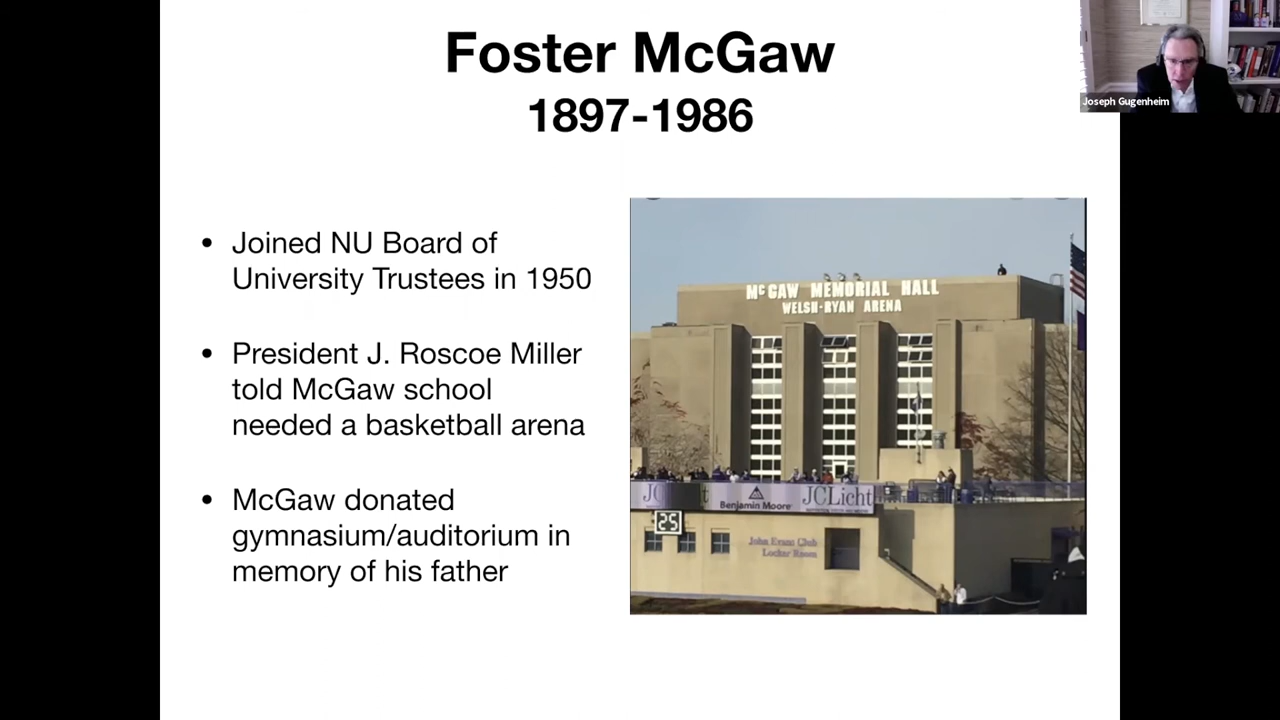 Foster McGaw
1897-1986
Joseph Gugenheim
• Joined NU Board of
University Trustees in 1950
• President J. Roscoe Miller
told McGaw school
needed a basketball arena
• McGaw donated
gymnasium/auditorium in
memory of his father
McGAW MEMORIAL HALL
WELSH-RYAN ARENA
JC
Benjamin Moore
JCLicht
25
John Evans Club
Locker Room